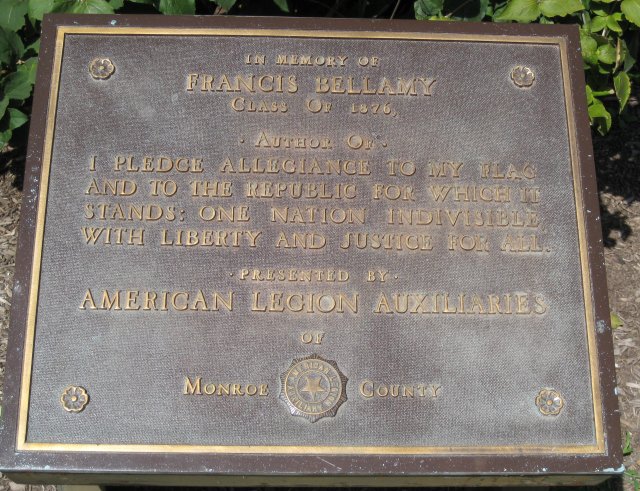 IN MEMORY OF
FRANCIS BELLAMY
CLASS OF 1876,
· AUTHOR OF ·
I PLEDGE ALLEGIANCE TO MY FLAG
AND TO THE REPUBLIC FOR WHICH IT
STANDS: ONE NATION INDIVISIBLE
WITH LIBERTY AND JUSTICE FOR ALL.
· PRESENTED BY ·
AMERICAN LEGION AUXILIARIES
OF
MONROE COUNTY